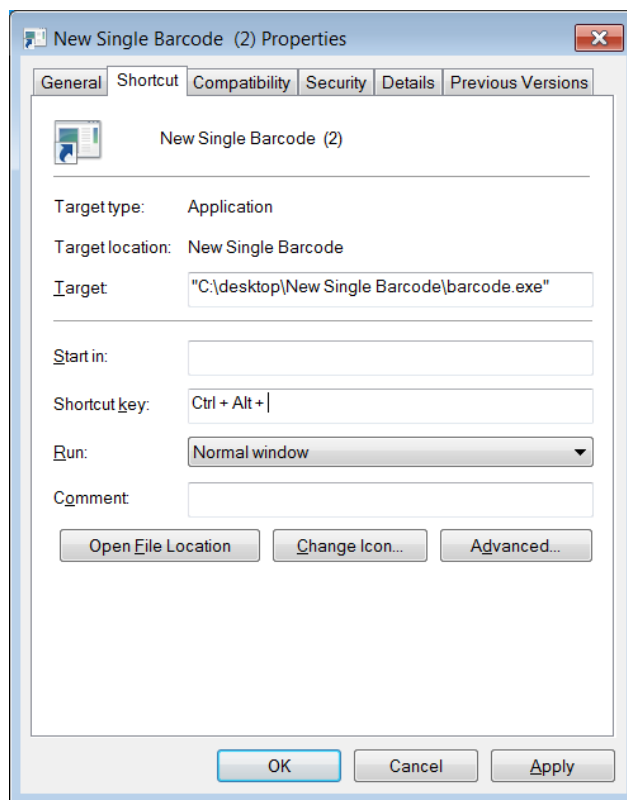 New Single Barcode (2) Properties
General Shortcut Compatibility Security Details Previous Versions
New Single Barcode (2)
Target type: Application
Target location: New Single Barcode
Target: "C:\desktop\New Single Barcode\barcode.exe"
Start in:
Shortcut key: Ctrl + Alt +
Run: Normal window
Comment:
Open File Location Change Icon... Advanced...
OK Cancel Apply